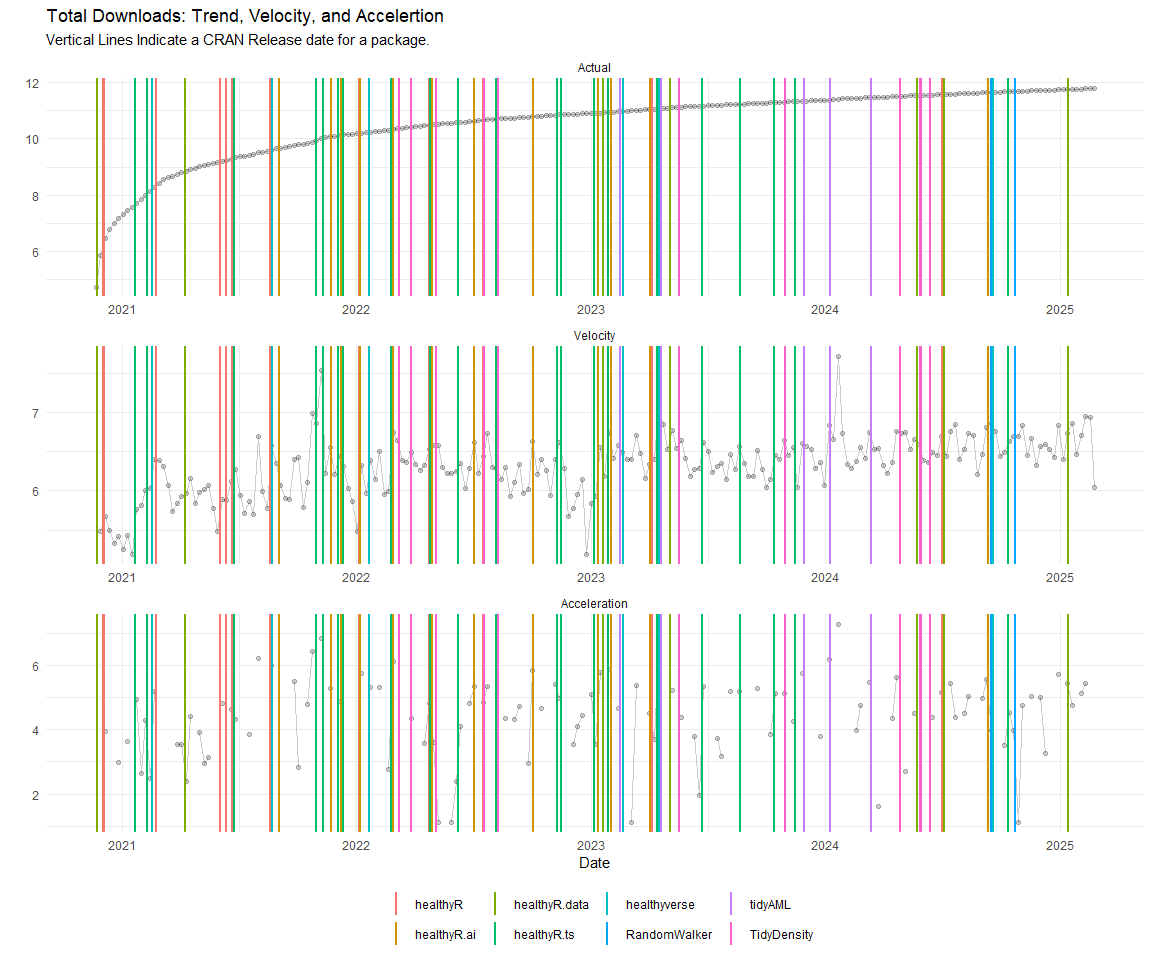 Total Downloads: Trend, Velocity, and Accelertion
Vertical Lines Indicate a CRAN Release date for a package.
Actual
12
10
8
6
2021 2022 2023 2024 2025
Velocity
7
6
2021 2022 2023 2024 2025
Acceleration
6
4
2
2021 2022 2023 2024 2025
Date
healthyR healthyR.data healthyverse tidyAML
healthyR.ai healthyR.ts RandomWalker TidyDensity